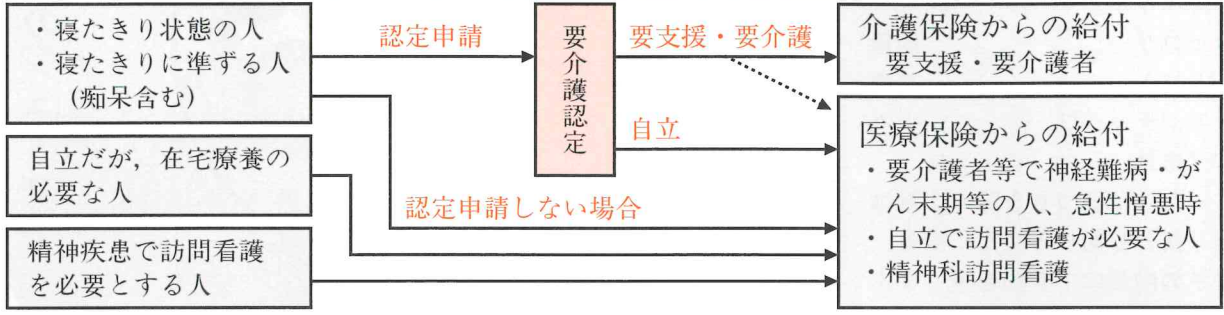 ・寝たきり状態の人
・寝たきりに準ずる人
(痴呆含む)
自立だが，在宅療養の
必要な人
精神疾患で訪問看護
を必要とする人
認定申請
認定申請しない場合
要介護認定
要支援・要介護
自立
介護保険からの給付
要支援・要介護者
医療保険からの給付
・要介護者等で神経難病・が
ん末期等の人、急性憎悪時
・自立で訪問看護が必要な人
・精神科訪問看護